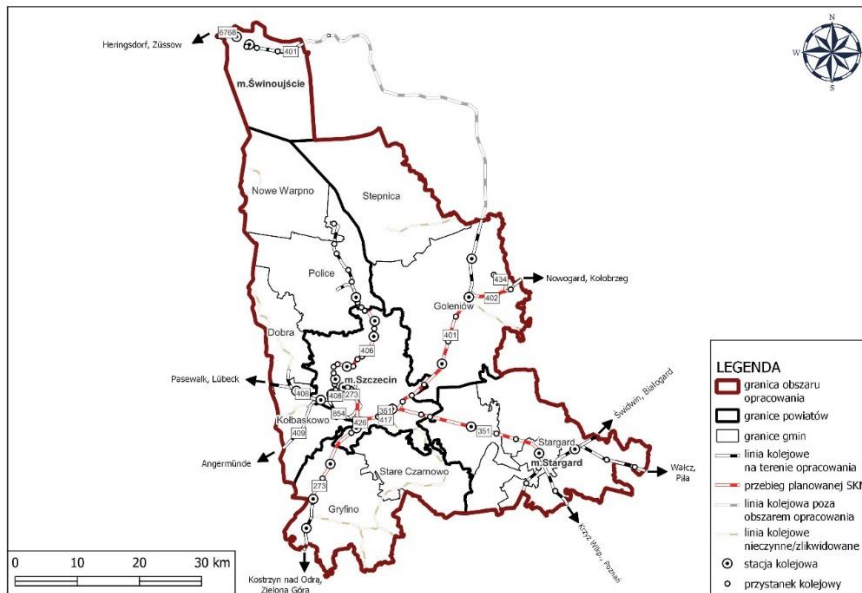 N
W
E
S
Heringsdorf, Züssow
6768
401
m.Świnoujście
Nowe Warpno
Stepnica
Police
434
Nowogard, Kołobrzeg
402
Goleniów
Dobra
401
406
Pasewalk, Lübeck
m.Szczecin
408
273
409
Kołbaskowo
854
351
417
428
Świdwin, Białogard
351
Stargard
m.Stargard
409
Angermünde
Stare Czarnowo
Wałcz,
Piła
273
Gryfino
Krzyż Wlkp., Poznań
Kostrzyn nad Odrą,
Zielona Góra
0 10 20 30 km
LEGENDA
granica obszaru
opracowania
granice powiatów
granice gmin
linia kolejowe
na terenie opracowania
przebieg planowanej SKM
linia kolejowa poza
obszarem opracowania
linia kolejowe
nieczynne/zlikwidowane
stacja kolejowa
przystanek kolejowy